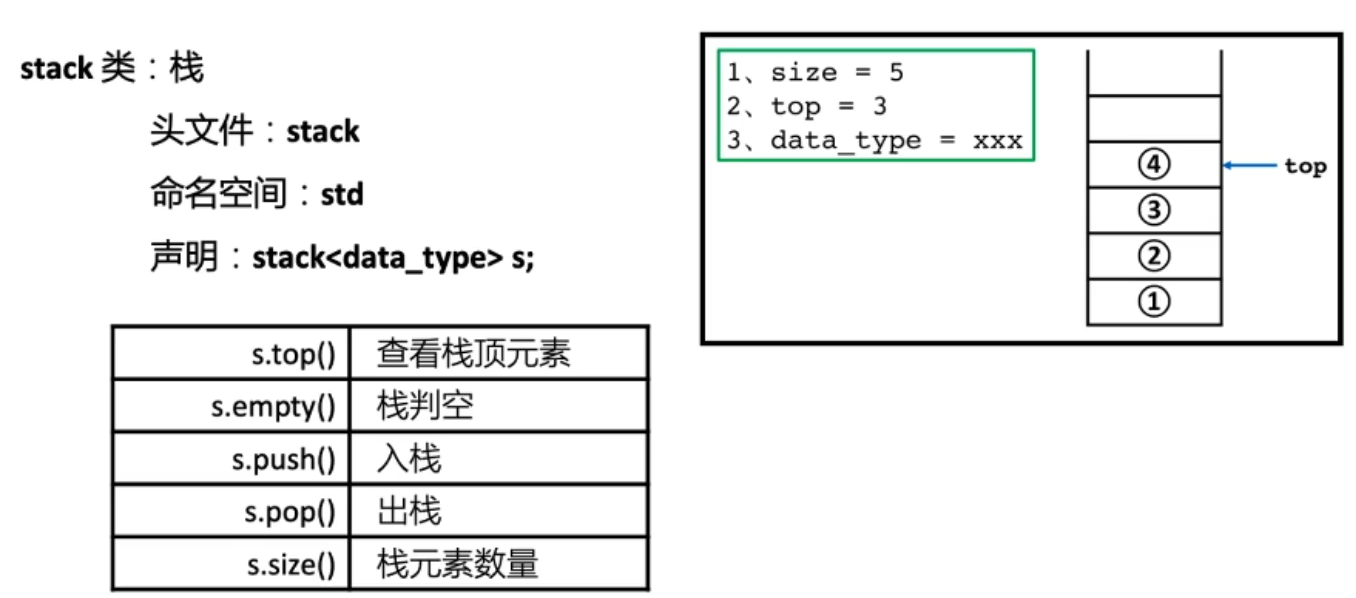 stack 类：栈
头文件：stack
命名空间：std
声明：stack<data_type> s;
s.top() 查看栈顶元素
s.empty() 栈判空
s.push() 入栈
s.pop() 出栈
s.size() 栈元素数量
1、size = 5
2、top = 3
3、data_type = xxx
④ top
③
②
①